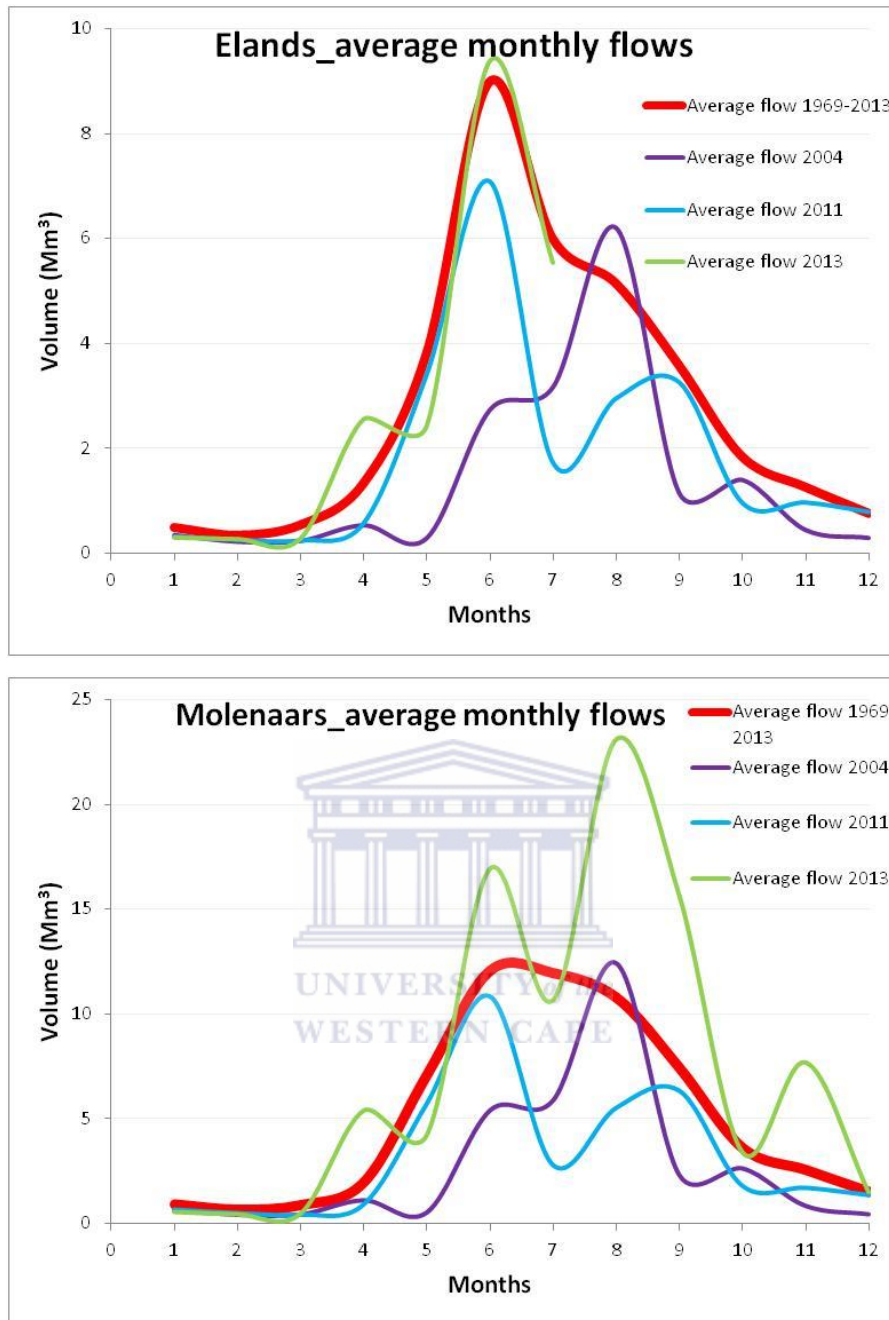 Elands_average monthly flows
10
8
6
4
2
0
Volume (Mm³)
Average flow 1969-2013
Average flow 2004
Average flow 2011
Average flow 2013
0 1 2 3 4 5 6 7 8 9 10 11 12
Months
Molenaars_average monthly flows
25
20
15
10
5
0
Volume (Mm³)
Average flow 1969
2013
Average flow 2004
Average flow 2011
Average flow 2013
UNIVERSITY of the
WESTERN CAPE
0 1 2 3 4 5 6 7 8 9 10 11 12
Months